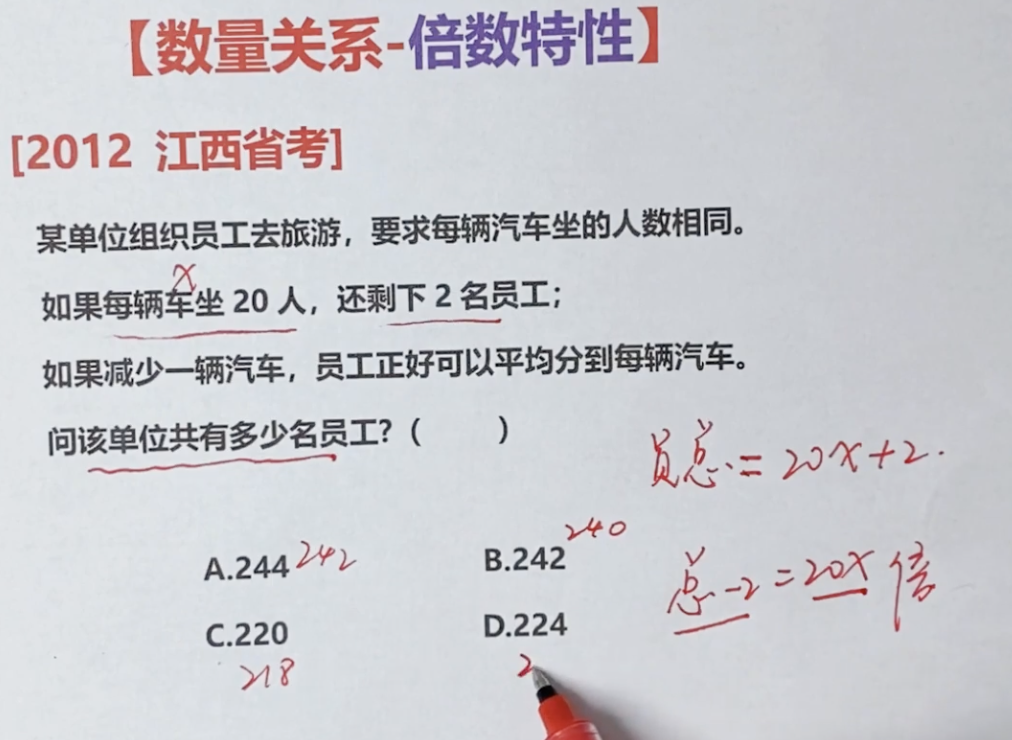 【数量关系-倍数特性】
[2012 江西省考]
某单位组织员工去旅游，要求每辆汽车坐的人数相同。
x
如果每辆车坐 20 人，还剩下 2 名员工；
如果减少一辆汽车，员工正好可以平均分到每辆汽车。
问该单位共有多少名员工?（ ）
员总.=20x+2.
A.244 242 B.242 240
总.-2=20x 倍
C.220 D.224
218 2